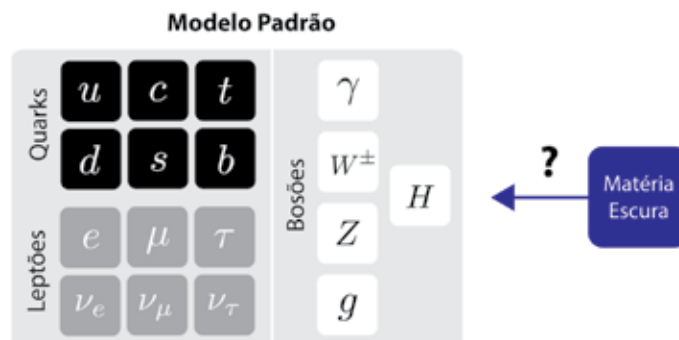 Modelo Padrão
Quarks
u c t
d s b
Leptões
e μ τ
νe νμ ντ
Bosões
γ
W±
Z
g
H
?
Matéria
Escura